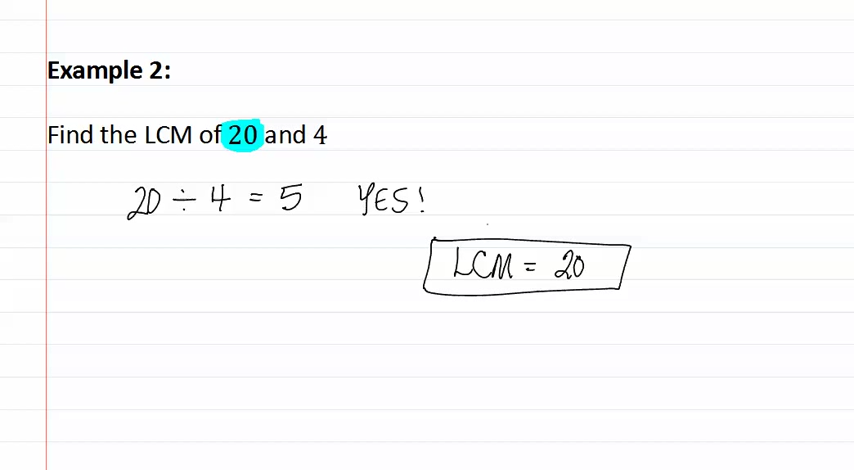 Example 2:
Find the LCM of 20 and 4
20 ÷ 4 = 5 YES!
LCM = 20